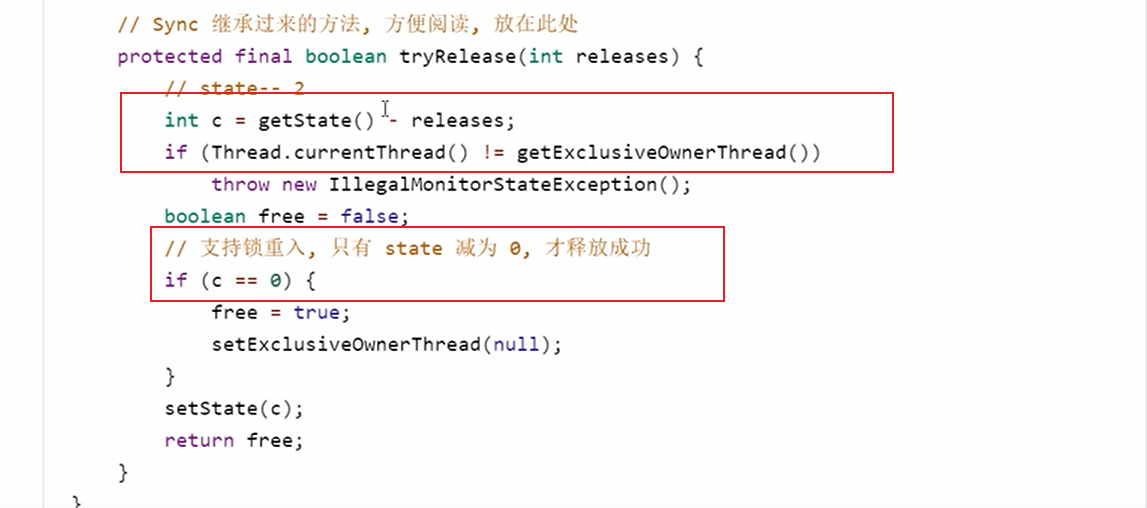 // Sync 继承过来的方法, 方便阅读, 放在此处
protected final boolean tryRelease(int releases) {
// state-- 2
int c = getState() - releases;
if (Thread.currentThread() != getExclusiveOwnerThread())
throw new IllegalMonitorStateException();
boolean free = false;
// 支持锁重入, 只有 state 减为 0, 才释放成功
if (c == 0) {
free = true;
setExclusiveOwnerThread(null);
}
setState(c);
return free;
}
}